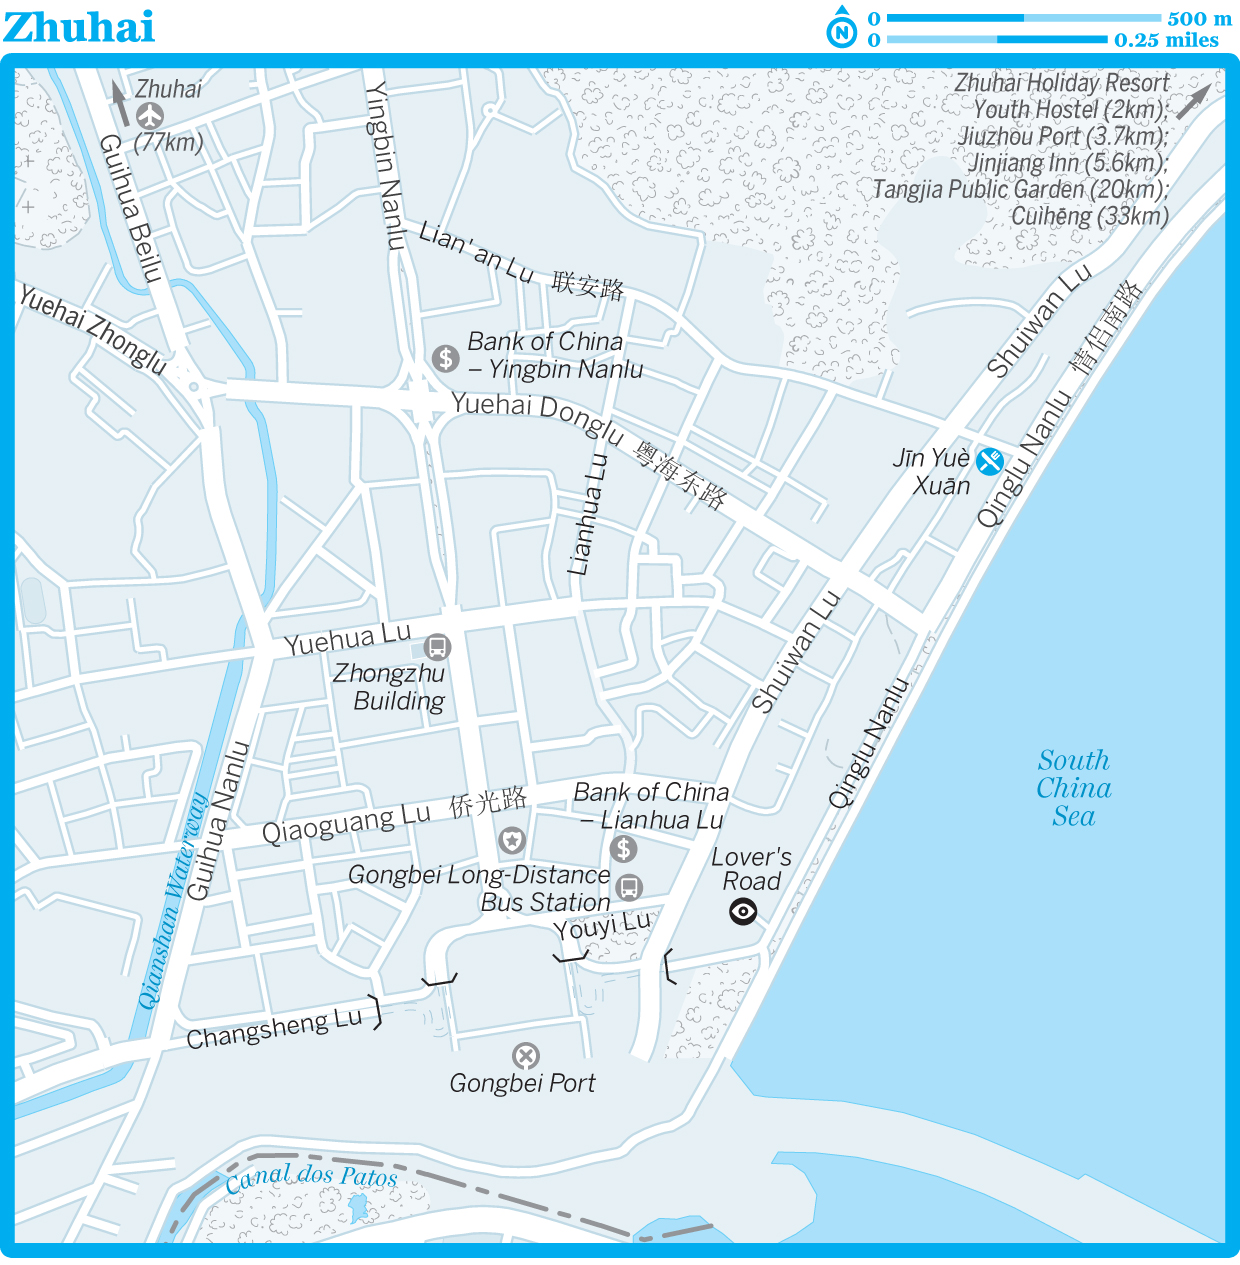 Zhuhai
N
0 500 m
0 0.25 miles
Zhuhai
(77km)
Zhuhai Holiday Resort
Youth Hostel (2km);
Jiuzhou Port (3.7km);
Jinjiang Inn (5.6km);
Tangjia Public Garden (20km);
Cuìhēng (33km)
Guihua Beilu
Yingbin Nanlu
Lian'an Lu 联安路
Shuiwan Lu
Qinglu Nanlu 情侣南路
Yuehai Zhonglu
Bank of China
– Yingbin Nanlu
$
Yuehai Donglu 粤海东路
Lianhua Lu
Jīn Yuè
Xuān
Yuehua Lu
Zhongzhu
Building
Shuiwan Lu
Qinglu Nanlu
South
China
Sea
Guihua Nanlu
Qianshan Waterway
Qiaoguang Lu 侨光路
Bank of China
– Lianhua Lu
$
Gongbei Long-Distance
Bus Station
Lover's
Road
Youyi Lu
Changsheng Lu
Gongbei Port
Canal dos Patos